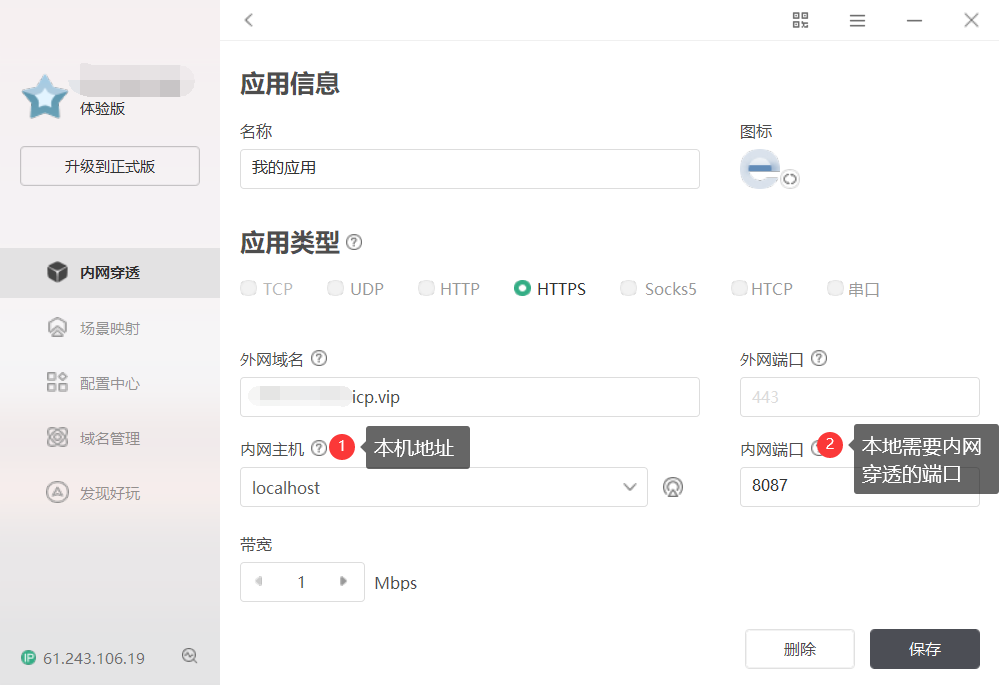 体验版
升级到正式版
内网穿透
场景映射
配置中心
域名管理
发现好玩
IP 61.243.106.19
应用信息
名称
图标
我的应用
应用类型 ?
TCP UDP HTTP HTTPS Socks5 HTCP 串口
外网域名 ?
外网端口 ?
icp.vip
443
内网主机 ? 1 本机地址
内网端口 2 本地需要内网
穿透的端口
localhost
8087
带宽
1 Mbps
删除 保存